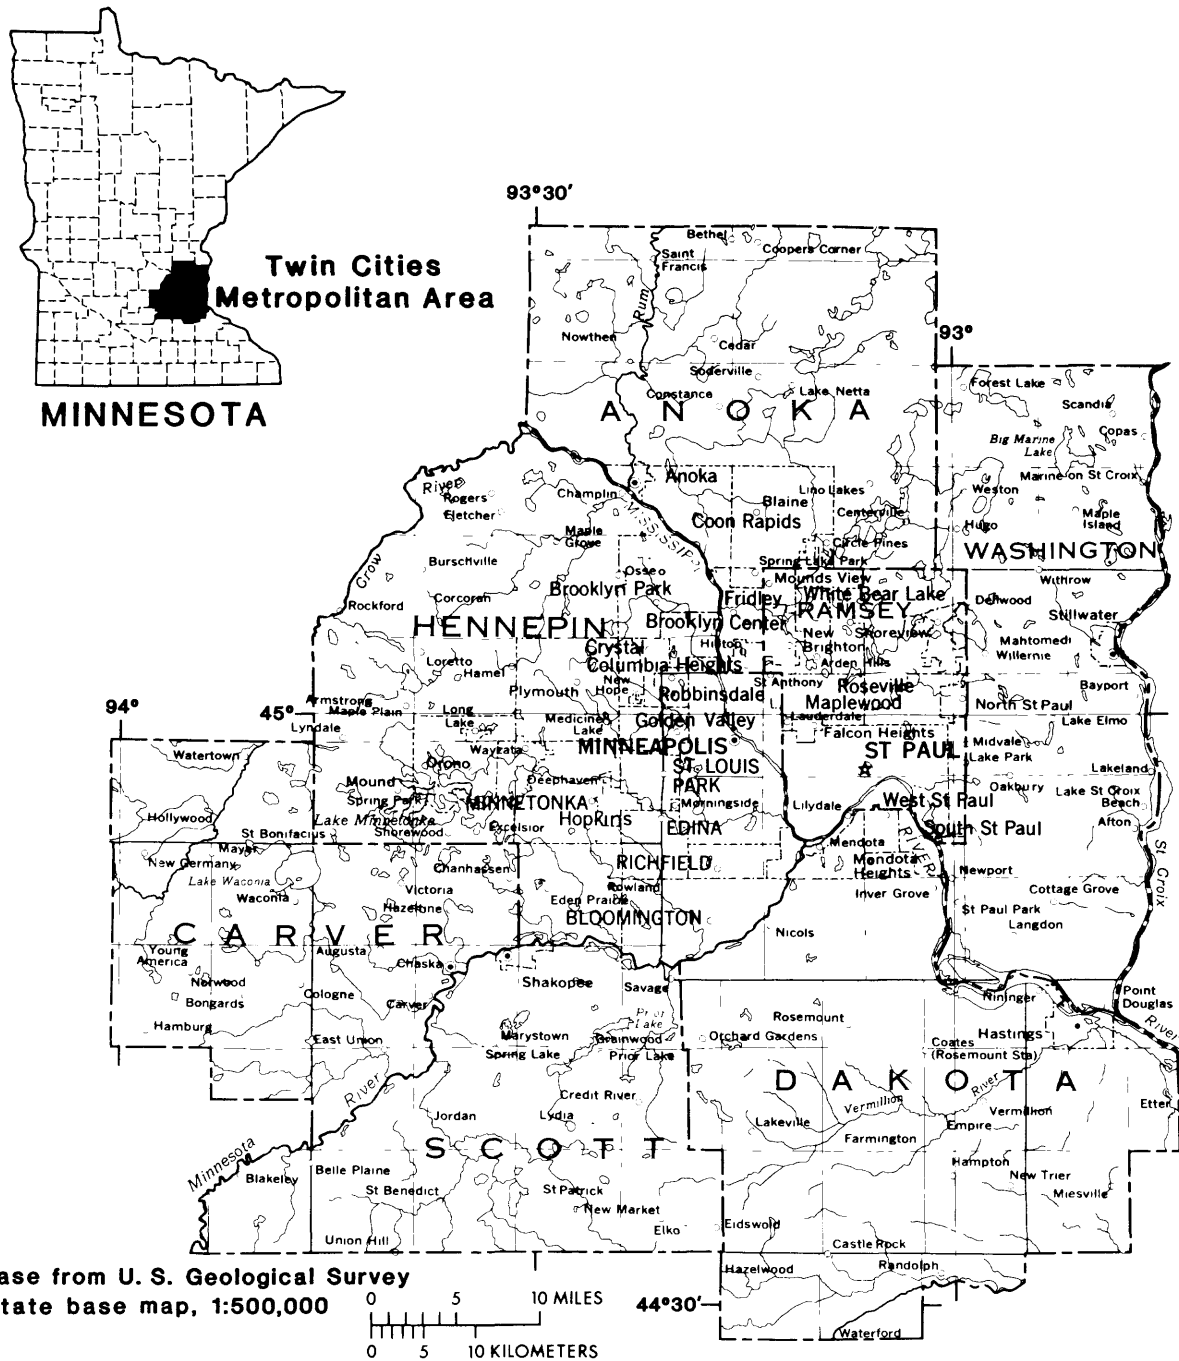 93°30'
Twin Cities
Metropolitan Area
MINNESOTA
93°
Bethel
Coopers Corner
Saint
Francis
Rum
Nowthen
Cedar
Soderville
Constance
Lake Netta
ANOKA
Forest Lake
Scandia
Copas
Big Marine
Lake
Marine on St Croix
Weston
Maple
Island
Hugo
WASHINGTON
River
Rogers
Fletcher
Champlin
Anoka
Lino Lakes
Blaine
Centerville
Coon Rapids
MISSISSIPPI
Maple
Grove
Circle Pines
Spring Lake Park
Crow
Burschville
Osseo
Mounds View
Withrow
Brooklyn Park
Fridley
White Bear Lake
Dellwood
Corcoran
Rockford
RAMSEY
Stillwater
HENNEPIN
Brooklyn Center
New
Brighton
Shoreview
Mahtomedi
Willernie
Crystal
Hilltop
Columbia Heights
Arden Hills
Loretto
Hamel
Plymouth
New
Hope
Robbinsdale
St Anthony
Roseville
Bayport
Armstrong
Maple Plain
Maplewood
North St Paul
94°
45°
Lyndale
Long
Lake
Medicine
Lake
Golden Valley
Lauderdale
Falcon Heights
Lake Elmo
Watertown
Wayzata
MINNEAPOLIS
ST PAUL
Midvale
Lake Park
Orono
ST. LOUIS
PARK
Lakeland
Mound
Deephaven
Oakbury
Spring Park
MINNETONKA
Morningside
Lilydale
West St Paul
Lake St Croix
Beach
Hollywood
Lake Minnetonka
Hopkins
Afton
St Bonifacius
Shorewood
Excelsior
EDINA
South St Paul
Mayer
Mendota
RIVER
New Germany
Chanhassen
RICHFIELD
Mendota
Heights
Newport
St Croix
Lake Waconia
Victoria
Rowland
Inver Grove
Cottage Grove
Waconia
Hazeltine
Eden Prairie
St Paul Park
BLOOMINGTON
Langdon
CARVER
Nicols
Young
America
Augusta
Chaska
Norwood
Shakopee
Savage
Cologne
Nininger
Point
Douglas
Bongards
Carver
Prior
Lake
Rosemount
River
Hamburg
East Union
Marystown
Grainwood
Orchard Gardens
Hastings
Spring Lake
Prior Lake
Coates
(Rosemount Sta)
DAKOTA
River
Credit River
Vermillion
River
Vermillion
Etter
Jordan
Lydia
Lakeville
Empire
SCOTT
Farmington
Minnesota
Belle Plaine
Hampton
Blakeley
St Benedict
St Patrick
New Trier
Miesville
New Market
Elko
Eidswold
Union Hill
Castle Rock
Hazelwood
Randolph
ase from U. S. Geological Survey
tate base map, 1:500,000
0 5 10 MILES
0 5 10 KILOMETERS
44°30'
Waterford